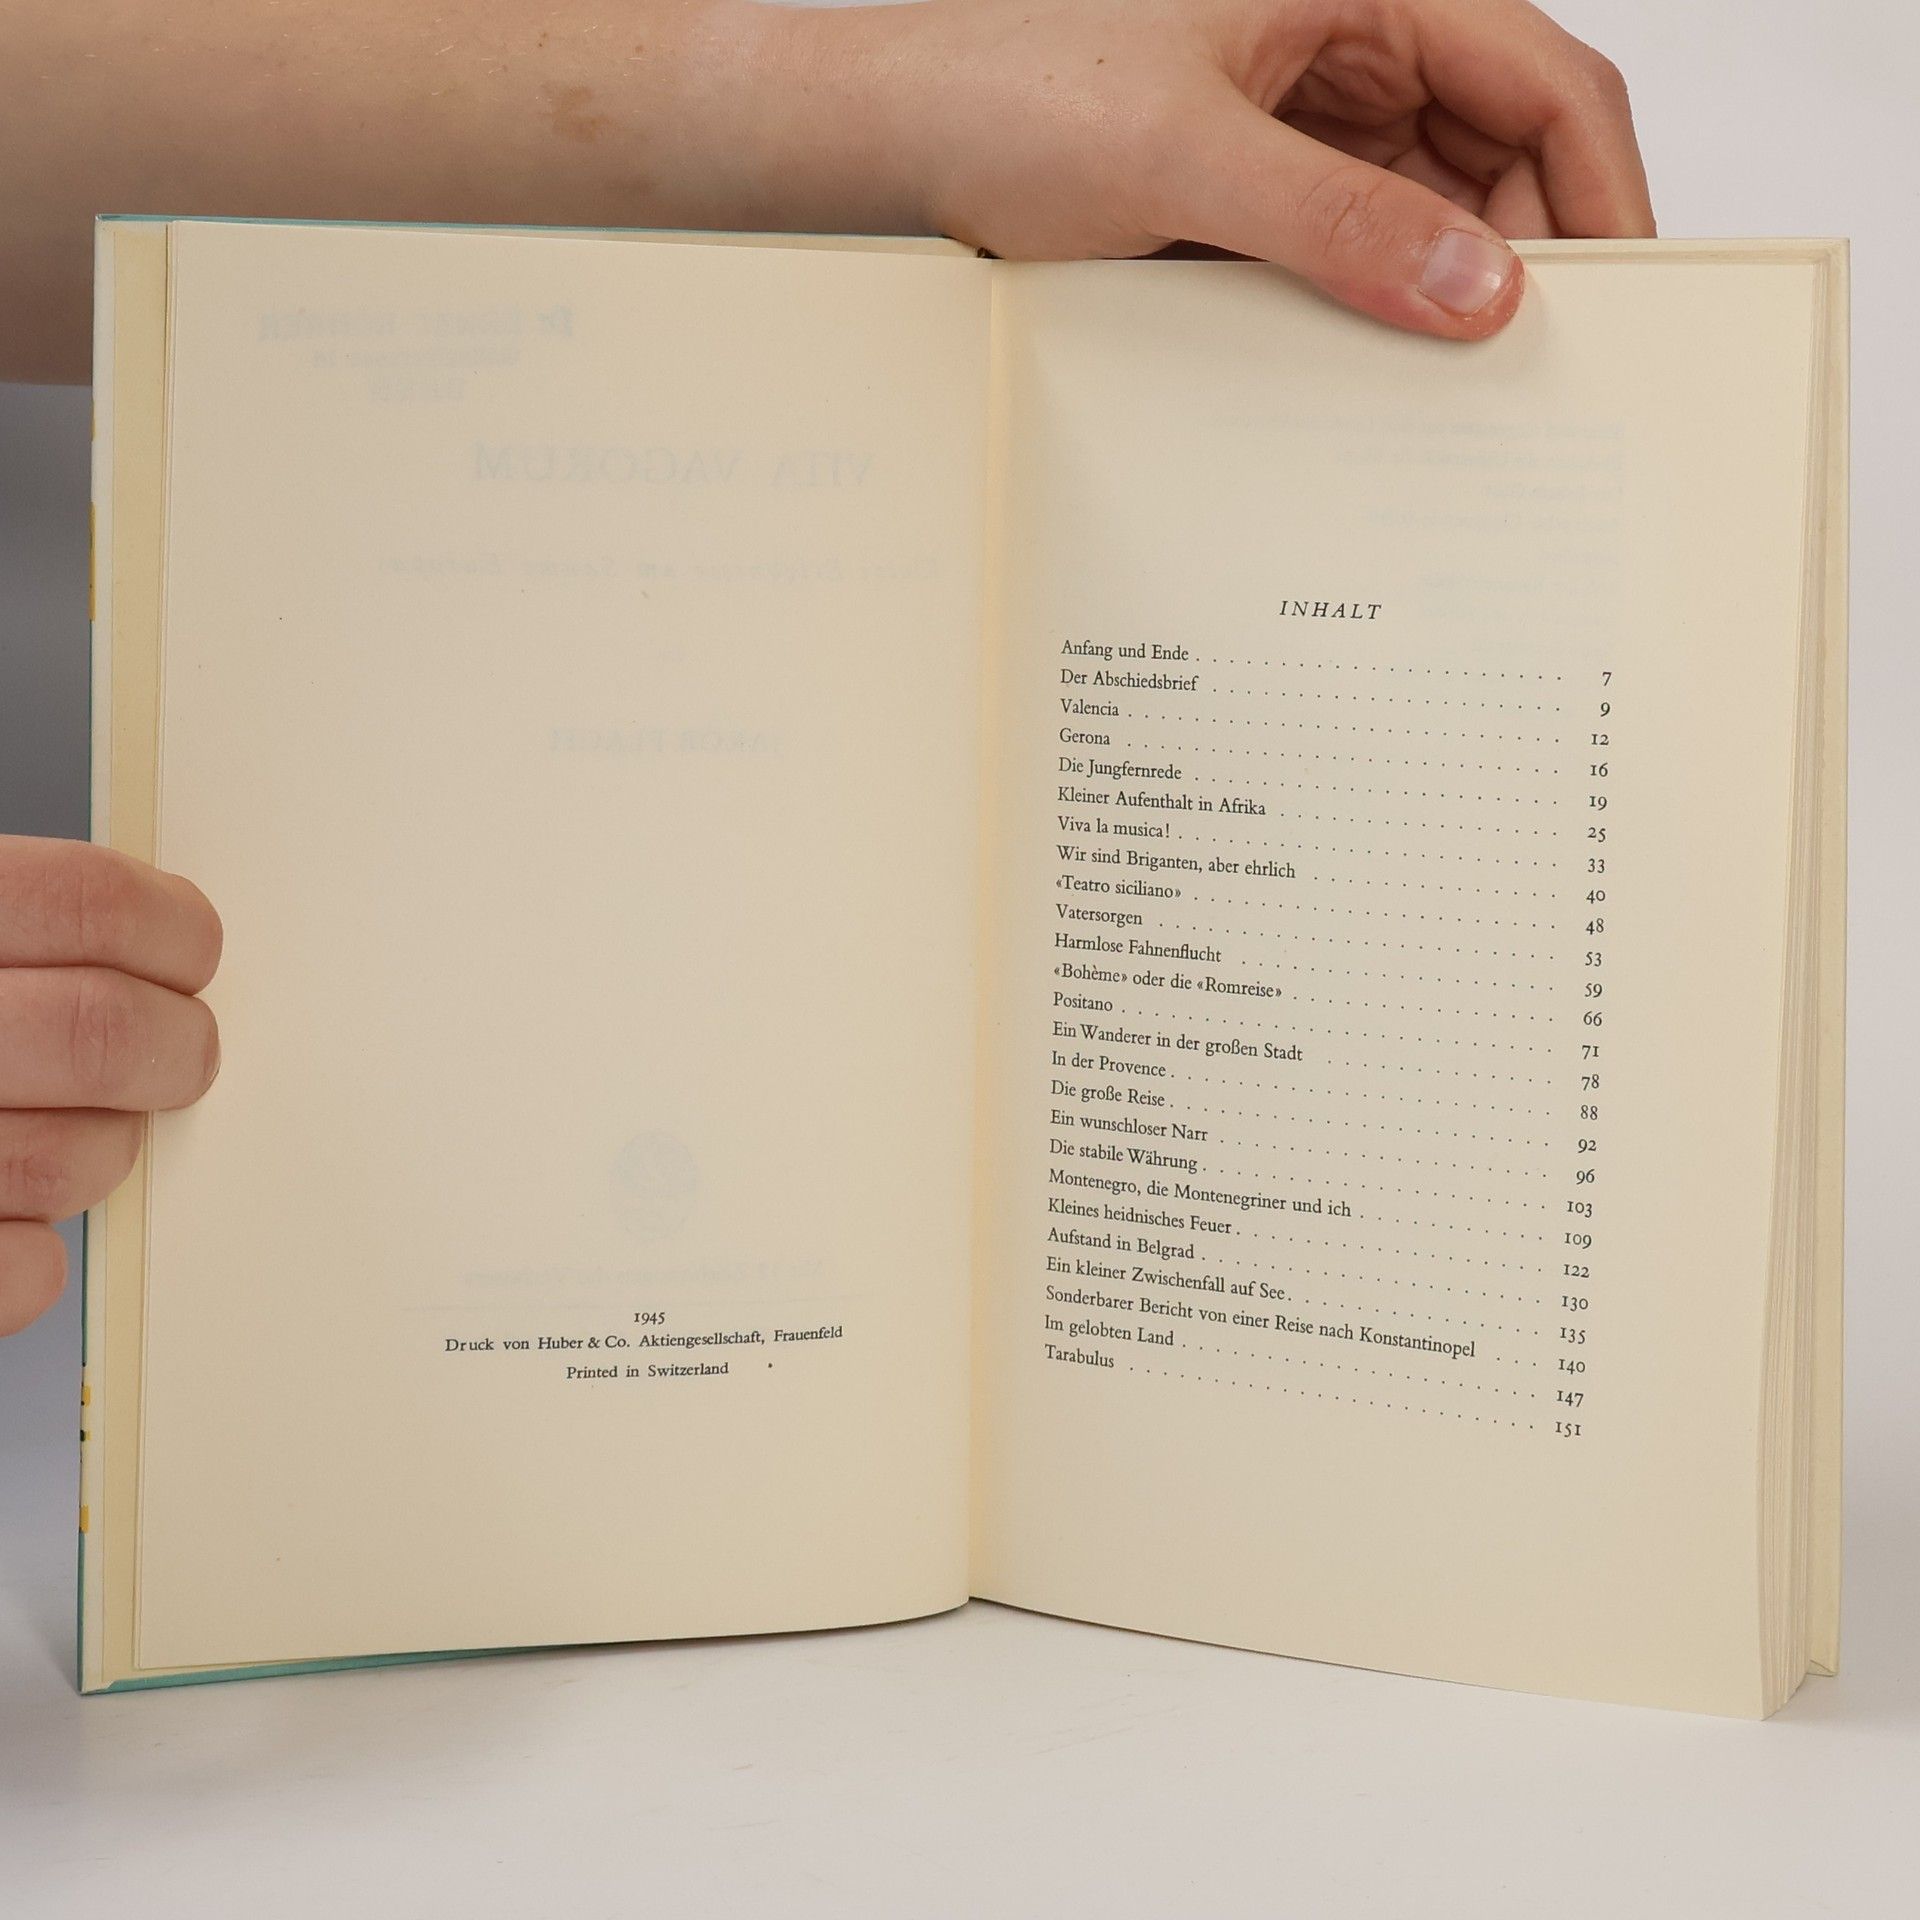 VITA VAGORUM
JAKOB FLACH
1945
Druck von Huber & Co. Aktiengesellschaft, Frauenfeld
Printed in Switzerland
INHALT
Anfang und Ende . . . . . . . . . . . . . . . . . . . . . . 7
Der Abschiedsbrief . . . . . . . . . . . . . . . . . . . . . 9
Valencia . . . . . . . . . . . . . . . . . . . . . . . . . . 12
Gerona . . . . . . . . . . . . . . . . . . . . . . . . . . 16
Die Jungfernrede . . . . . . . . . . . . . . . . . . . . . . 19
Kleiner Aufenthalt in Afrika . . . . . . . . . . . . . . . . . 25
Viva la musica! . . . . . . . . . . . . . . . . . . . . . . . 33
Wir sind Briganten, aber ehrlich . . . . . . . . . . . . . . . 40
«Teatro siciliano» . . . . . . . . . . . . . . . . . . . . . . 48
Vatersorgen . . . . . . . . . . . . . . . . . . . . . . . . 53
Harmlose Fahnenflucht . . . . . . . . . . . . . . . . . . . 59
«Bohème» oder die «Romreise» . . . . . . . . . . . . . . . . 66
Positano . . . . . . . . . . . . . . . . . . . . . . . . . . 71
Ein Wanderer in der großen Stadt . . . . . . . . . . . . . . 78
In der Provence . . . . . . . . . . . . . . . . . . . . . . . 88
Die große Reise . . . . . . . . . . . . . . . . . . . . . . . 92
Ein wunschloser Narr . . . . . . . . . . . . . . . . . . . . 96
Die stabile Währung . . . . . . . . . . . . . . . . . . . . . 103
Montenegro, die Montenegriner und ich . . . . . . . . . . . . 109
Kleines heidnisches Feuer . . . . . . . . . . . . . . . . . . . 122
Aufstand in Belgrad . . . . . . . . . . . . . . . . . . . . . 130
Ein kleiner Zwischenfall auf See . . . . . . . . . . . . . . . . 135
Sonderbarer Bericht von einer Reise nach Konstantinopel . . . 140
Im gelobten Land . . . . . . . . . . . . . . . . . . . . . . 147
Tarabulus . . . . . . . . . . . . . . . . . . . . . . . . . 151